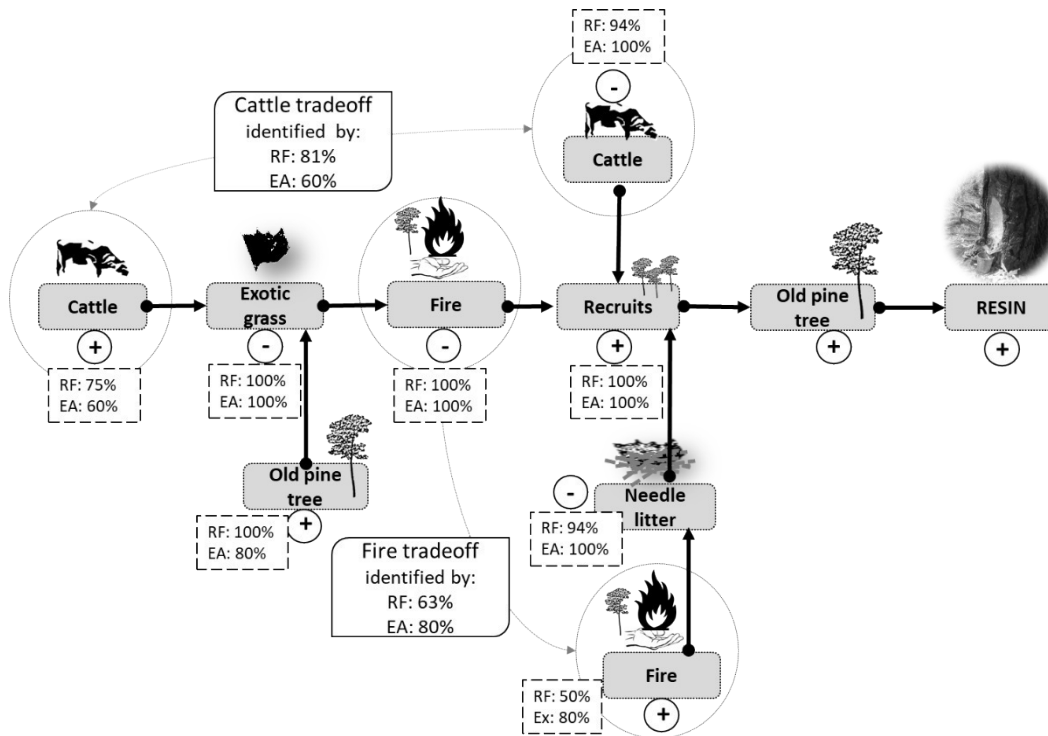 RF: 94%
EA: 100%
-
Cattle
Cattle tradeoff
identified by:
RF: 81%
EA: 60%
Cattle
+
RF: 75%
EA: 60%
Exotic
grass
-
RF: 100%
EA: 100%
Fire
-
RF: 100%
EA: 100%
Recruits
+
RF: 100%
EA: 100%
Old pine
tree
+
RESIN
+
Old pine
tree
+
RF: 100%
EA: 80%
Needle
litter
-
RF: 94%
EA: 100%
Fire tradeoff
identified by:
RF: 63%
EA: 80%
Fire
+
RF: 50%
Ex: 80%